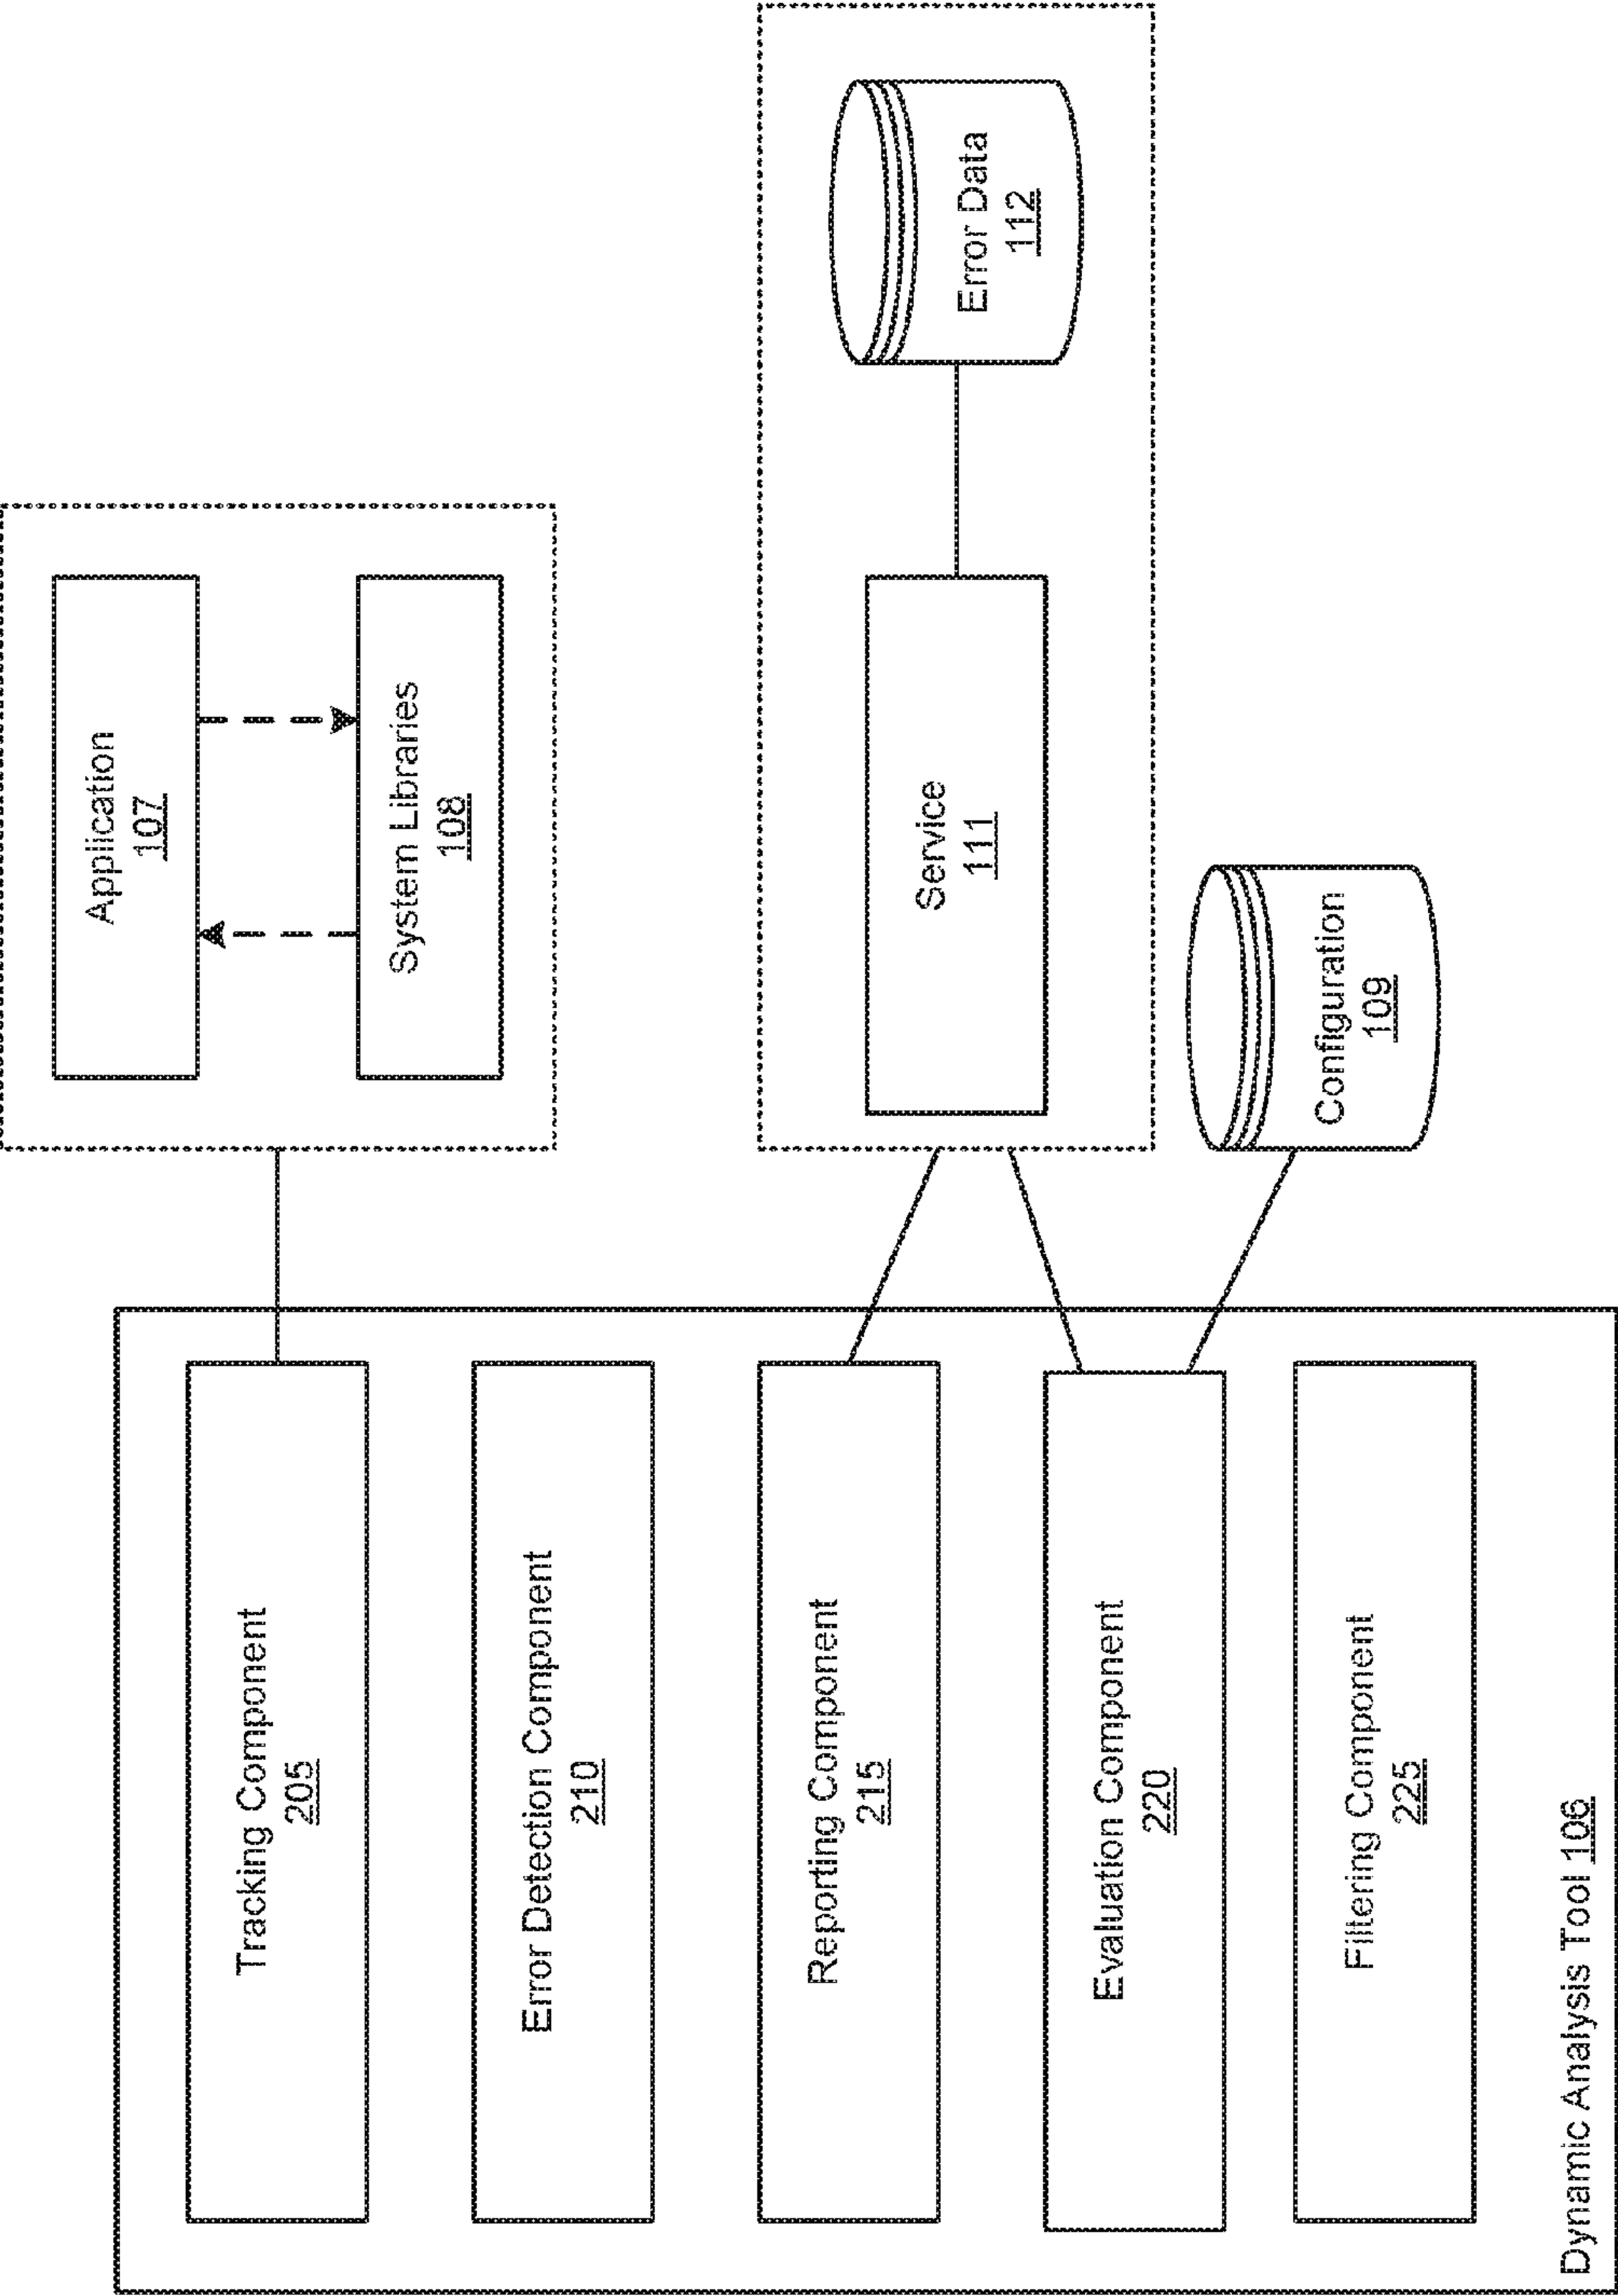 Tracking Component
205
Error Detection Component
210
Reporting Component
215
Evaluation Component
220
Filtering Component
225
Dynamic Analysis Tool 106
Application
107
System Libraries
108
Service
111
Error Data
112
Configuration
109